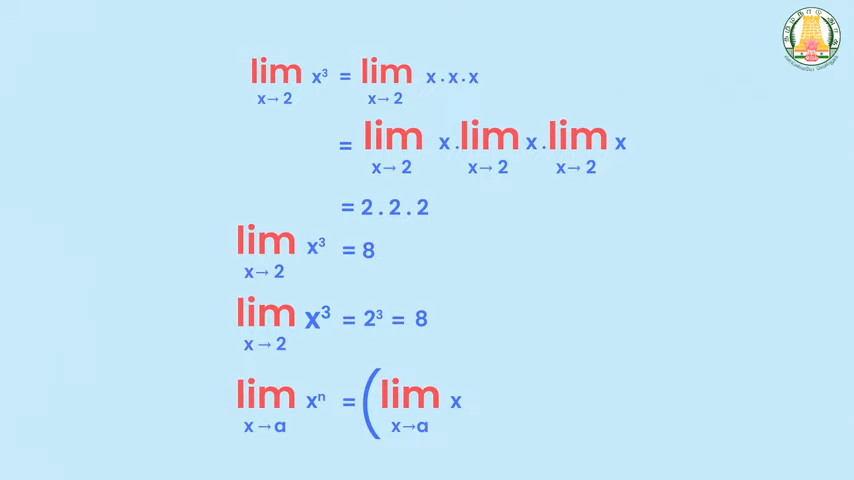 lim x→2 x³ = lim x→2 x . x . x
= lim x→2 x . lim x→2 x . lim x→2 x
= 2 . 2 . 2
lim x→2 x³ = 8
lim x→2 x³ = 2³ = 8
lim x→a xⁿ = ( lim x→a x